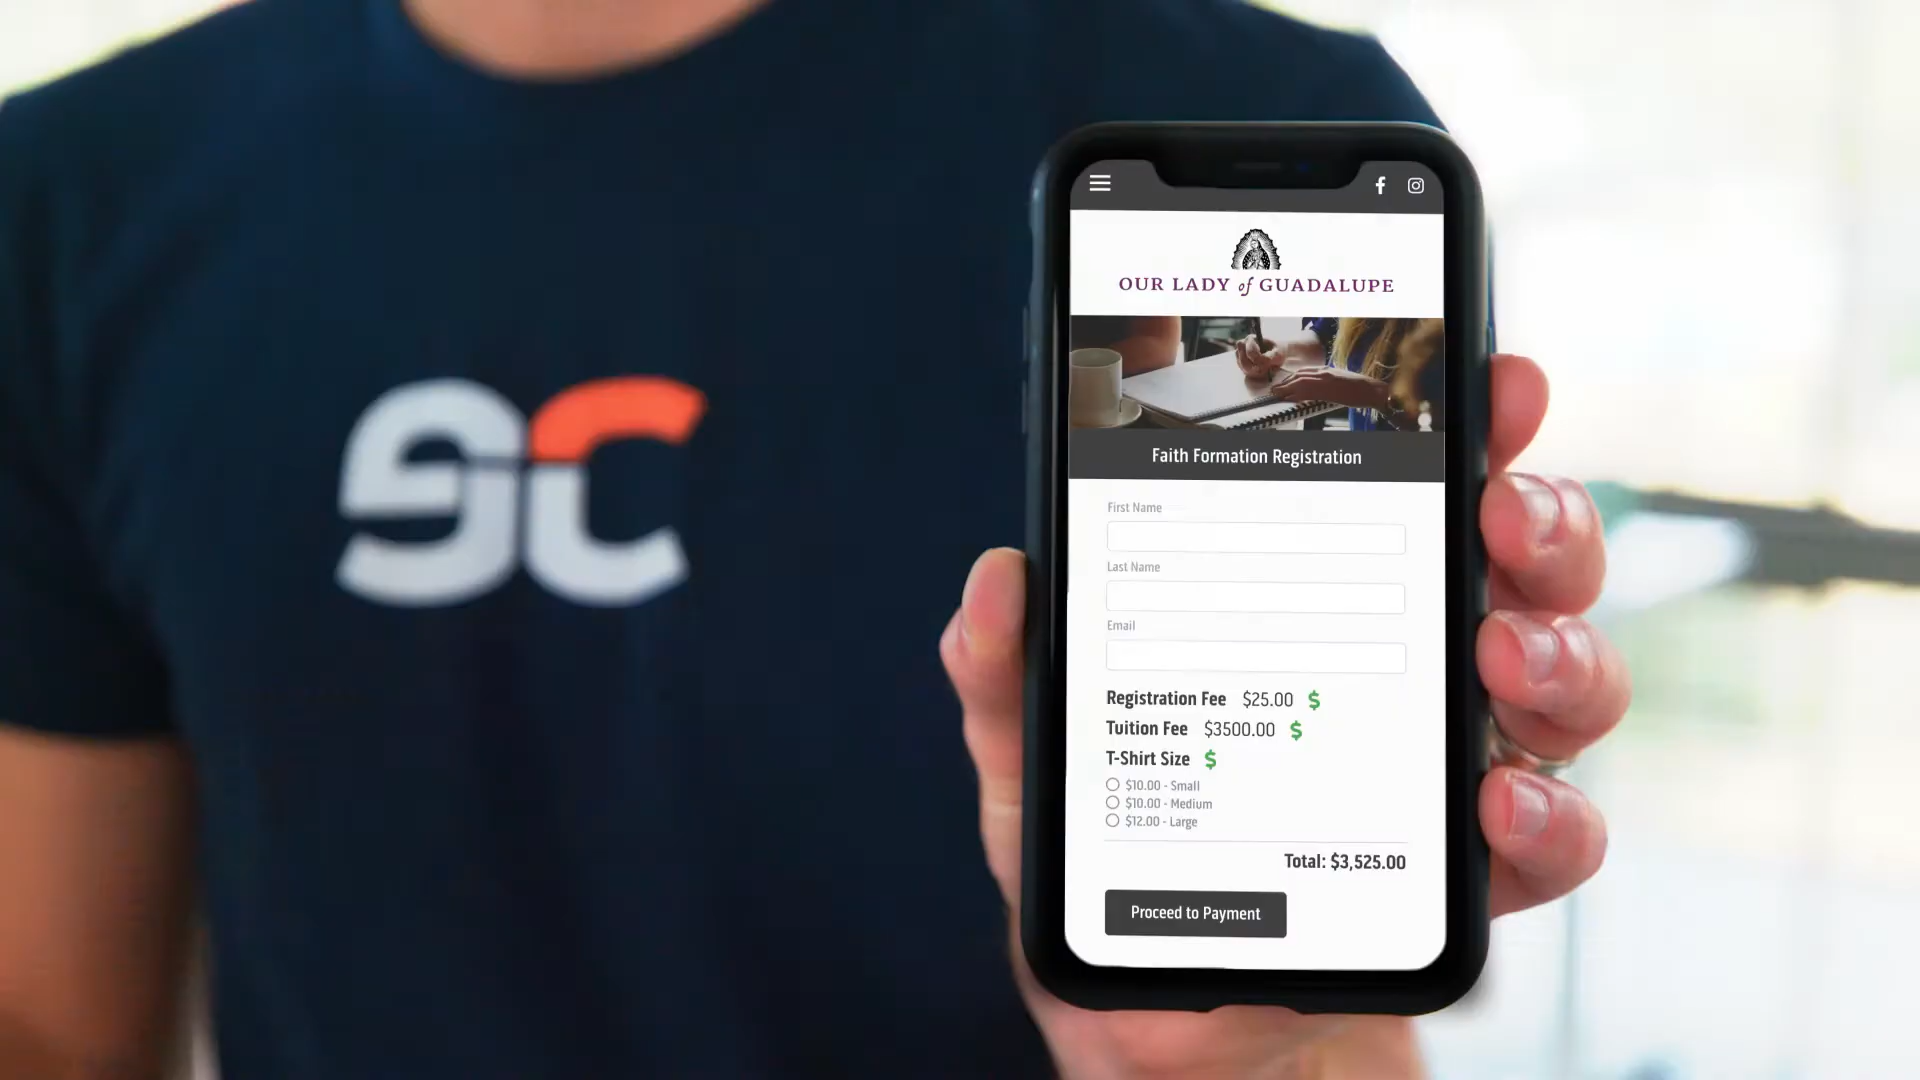 OUR LADY of GUADALUPE
Faith Formation Registration
First Name
Last Name
Email
Registration Fee $25.00 $
Tuition Fee $3500.00 $
T-Shirt Size $
$10.00 - Small
$10.00 - Medium
$12.00 - Large
Total: $3,525.00
Proceed to Payment